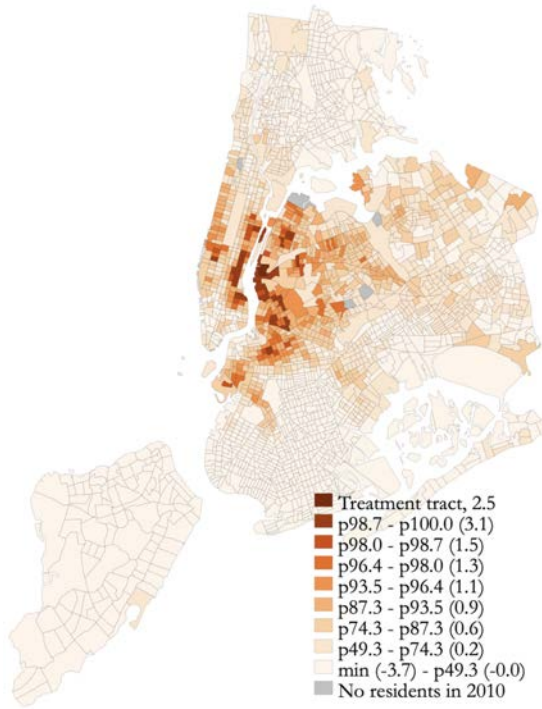 Treatment tract, 2.5
p98.7 - p100.0 (3.1)
p98.0 - p98.7 (1.5)
p96.4 - p98.0 (1.3)
p93.5 - p96.4 (1.1)
p87.3 - p93.5 (0.9)
p74.3 - p87.3 (0.6)
p49.3 - p74.3 (0.2)
min (-3.7) - p49.3 (-0.0)
No residents in 2010